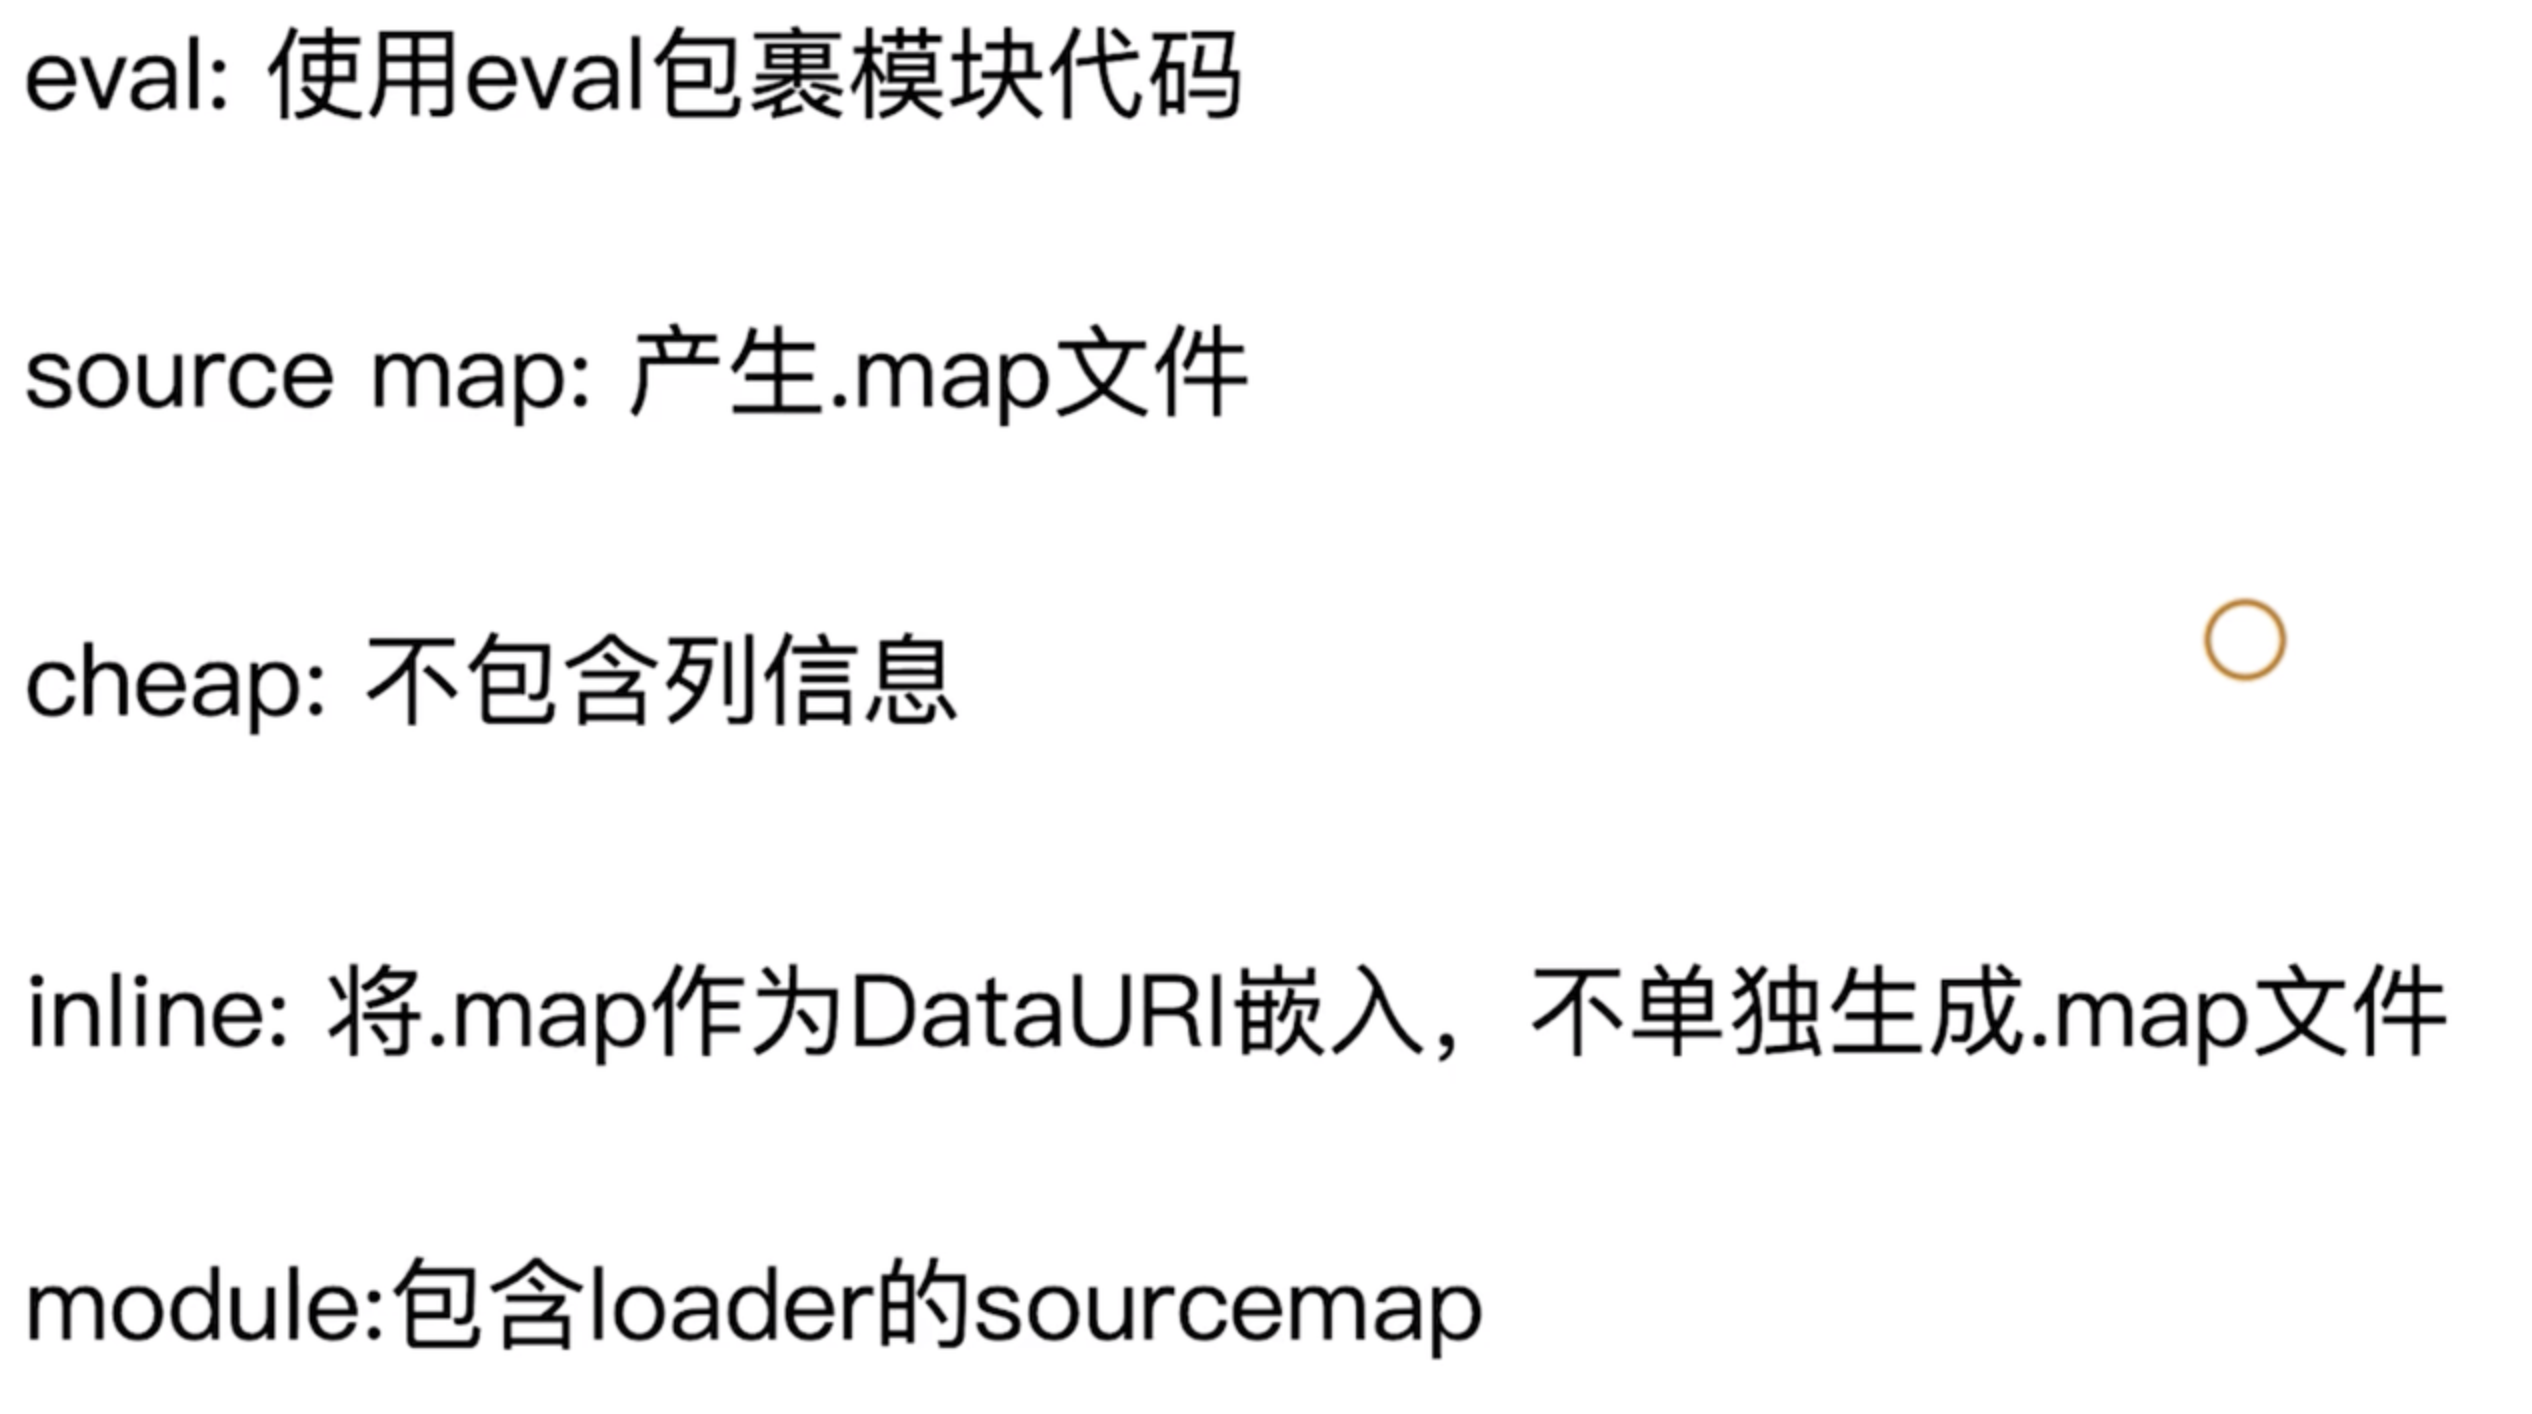 eval: 使用eval包裹模块代码
source map: 产生.map文件
cheap: 不包含列信息
inline: 将.map作为DataURI嵌入，不单独生成.map文件
module:包含loader的sourcemap